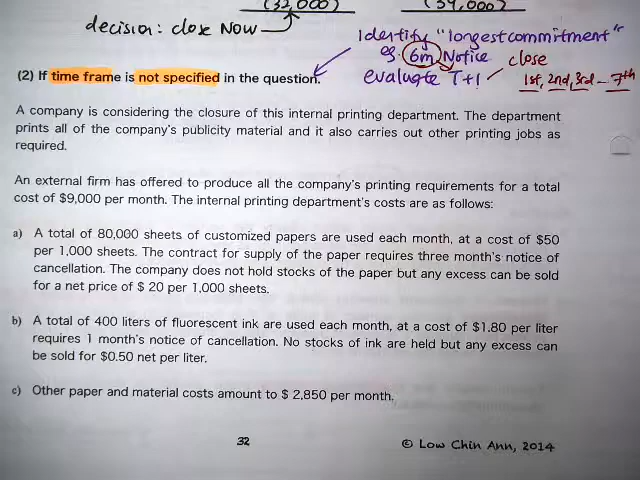 (32,000) (34,000)
decision: close Now
Identify "longest commitment"
eg. 6m Notice close
evaluate T+1 1st, 2nd, 3rd - 7th
(2) If time frame is not specified in the question.
A company is considering the closure of this internal printing department. The department
prints all of the company's publicity material and it also carries out other printing jobs as
required.
An external firm has offered to produce all the company's printing requirements for a total
cost of $9,000 per month. The internal printing department's costs are as follows:
a) A total of 80,000 sheets of customized papers are used each month, at a cost of $50
per 1,000 sheets. The contract for supply of the paper requires three month's notice of
cancellation. The company does not hold stocks of the paper but any excess can be sold
for a net price of $ 20 per 1,000 sheets.
b) A total of 400 liters of fluorescent ink are used each month, at a cost of $1.80 per liter
requires 1 month's notice of cancellation. No stocks of ink are held but any excess can
be sold for $0.50 net per liter.
c) Other paper and material costs amount to $ 2,850 per month.
32
© Low Chin Ann, 2014